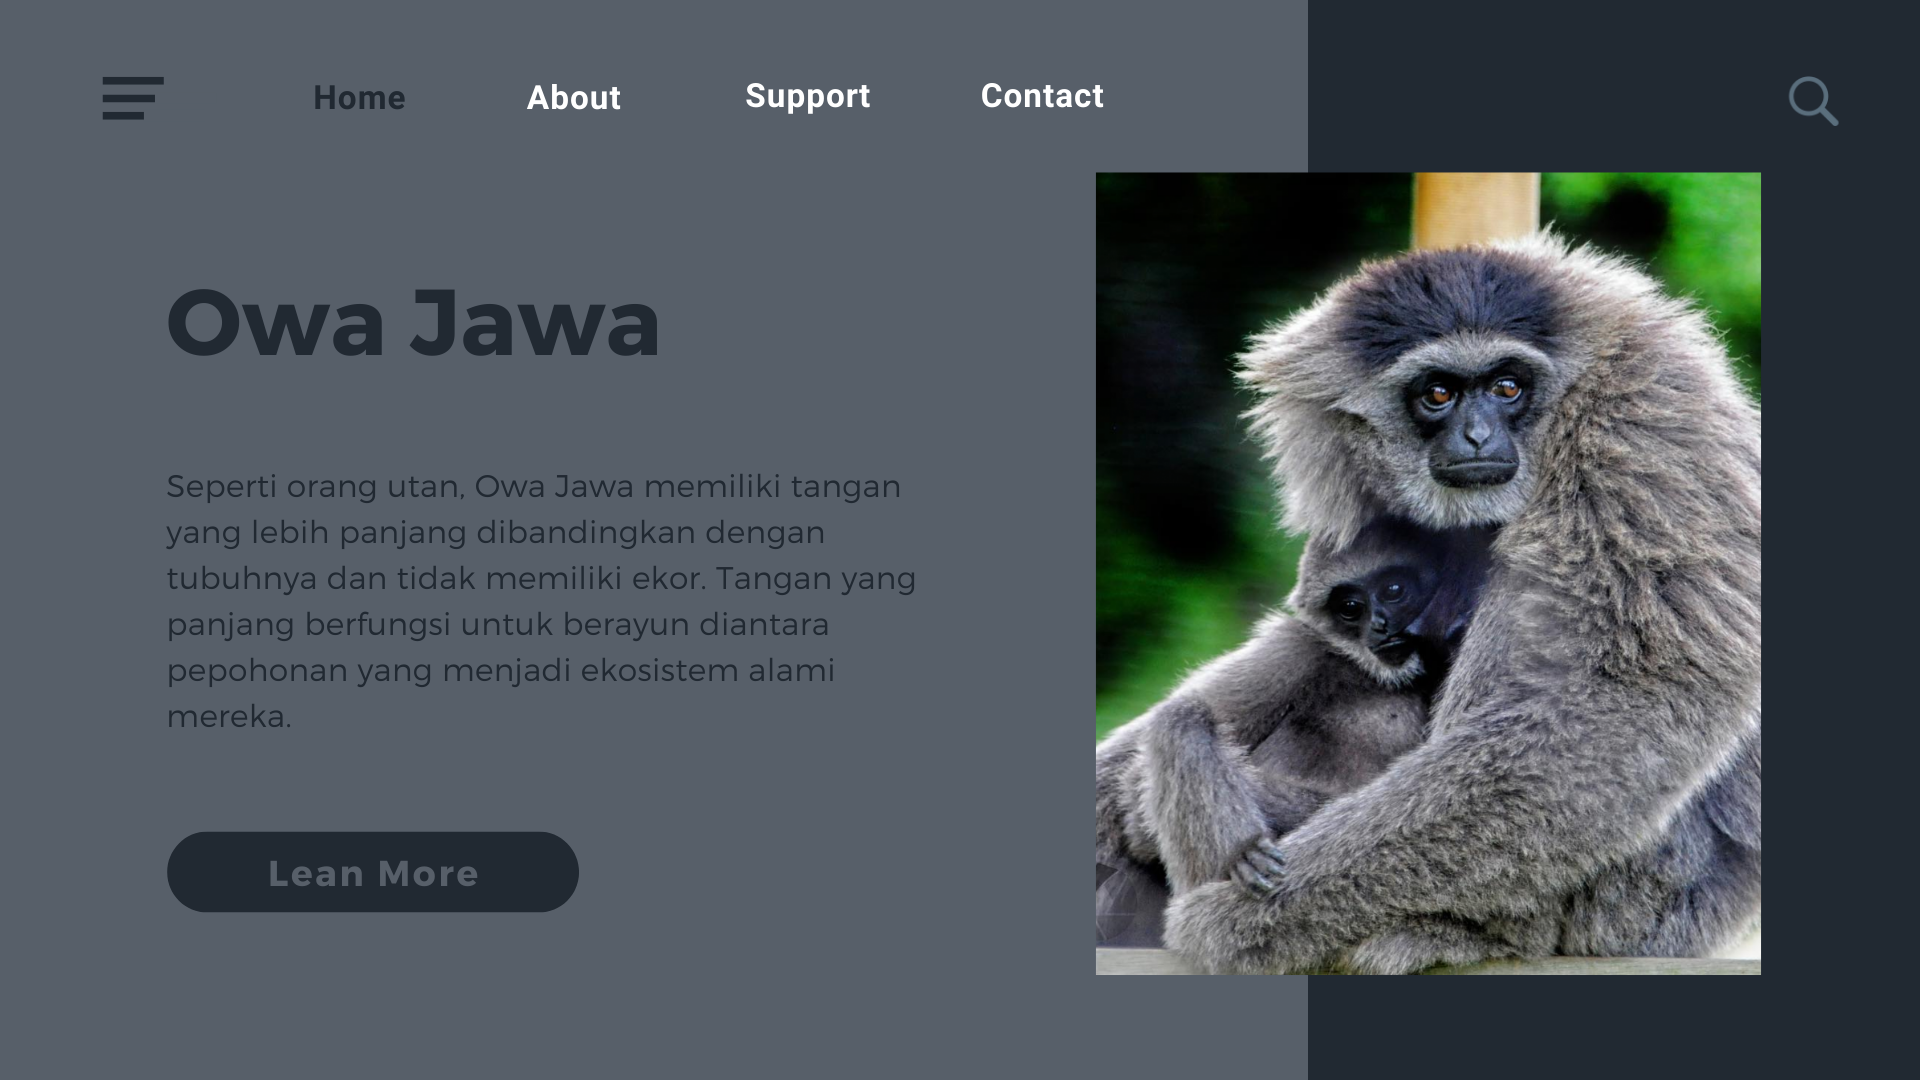 Home
About
Support
Contact
Owa Jawa
Seperti orang utan, Owa Jawa memiliki tangan
yang lebih panjang dibandingkan dengan
tubuhnya dan tidak memiliki ekor. Tangan yang
panjang berfungsi untuk berayun diantara
pepohonan yang menjadi ekosistem alami
mereka.
Lean More